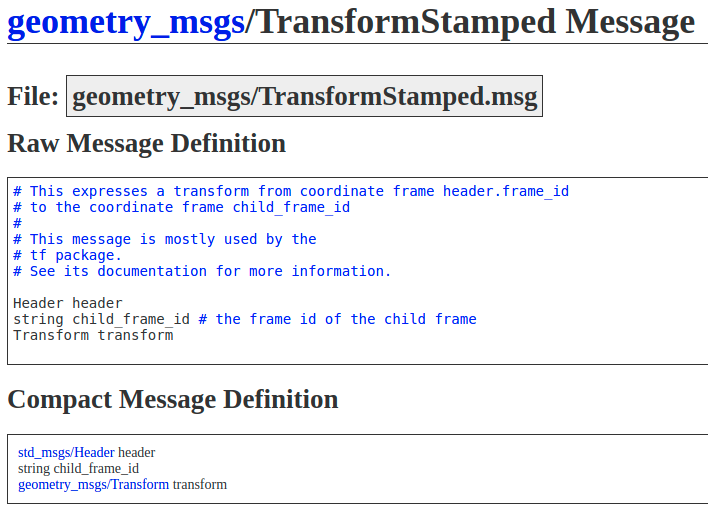 geometry_msgs/TransformStamped Message
File: geometry_msgs/TransformStamped.msg
Raw Message Definition
# This expresses a transform from coordinate frame header.frame_id
# to the coordinate frame child_frame_id
#
# This message is mostly used by the
# tf package.
# See its documentation for more information.
Header header
string child_frame_id # the frame id of the child frame
Transform transform
Compact Message Definition
std_msgs/Header header
string child_frame_id
geometry_msgs/Transform transform